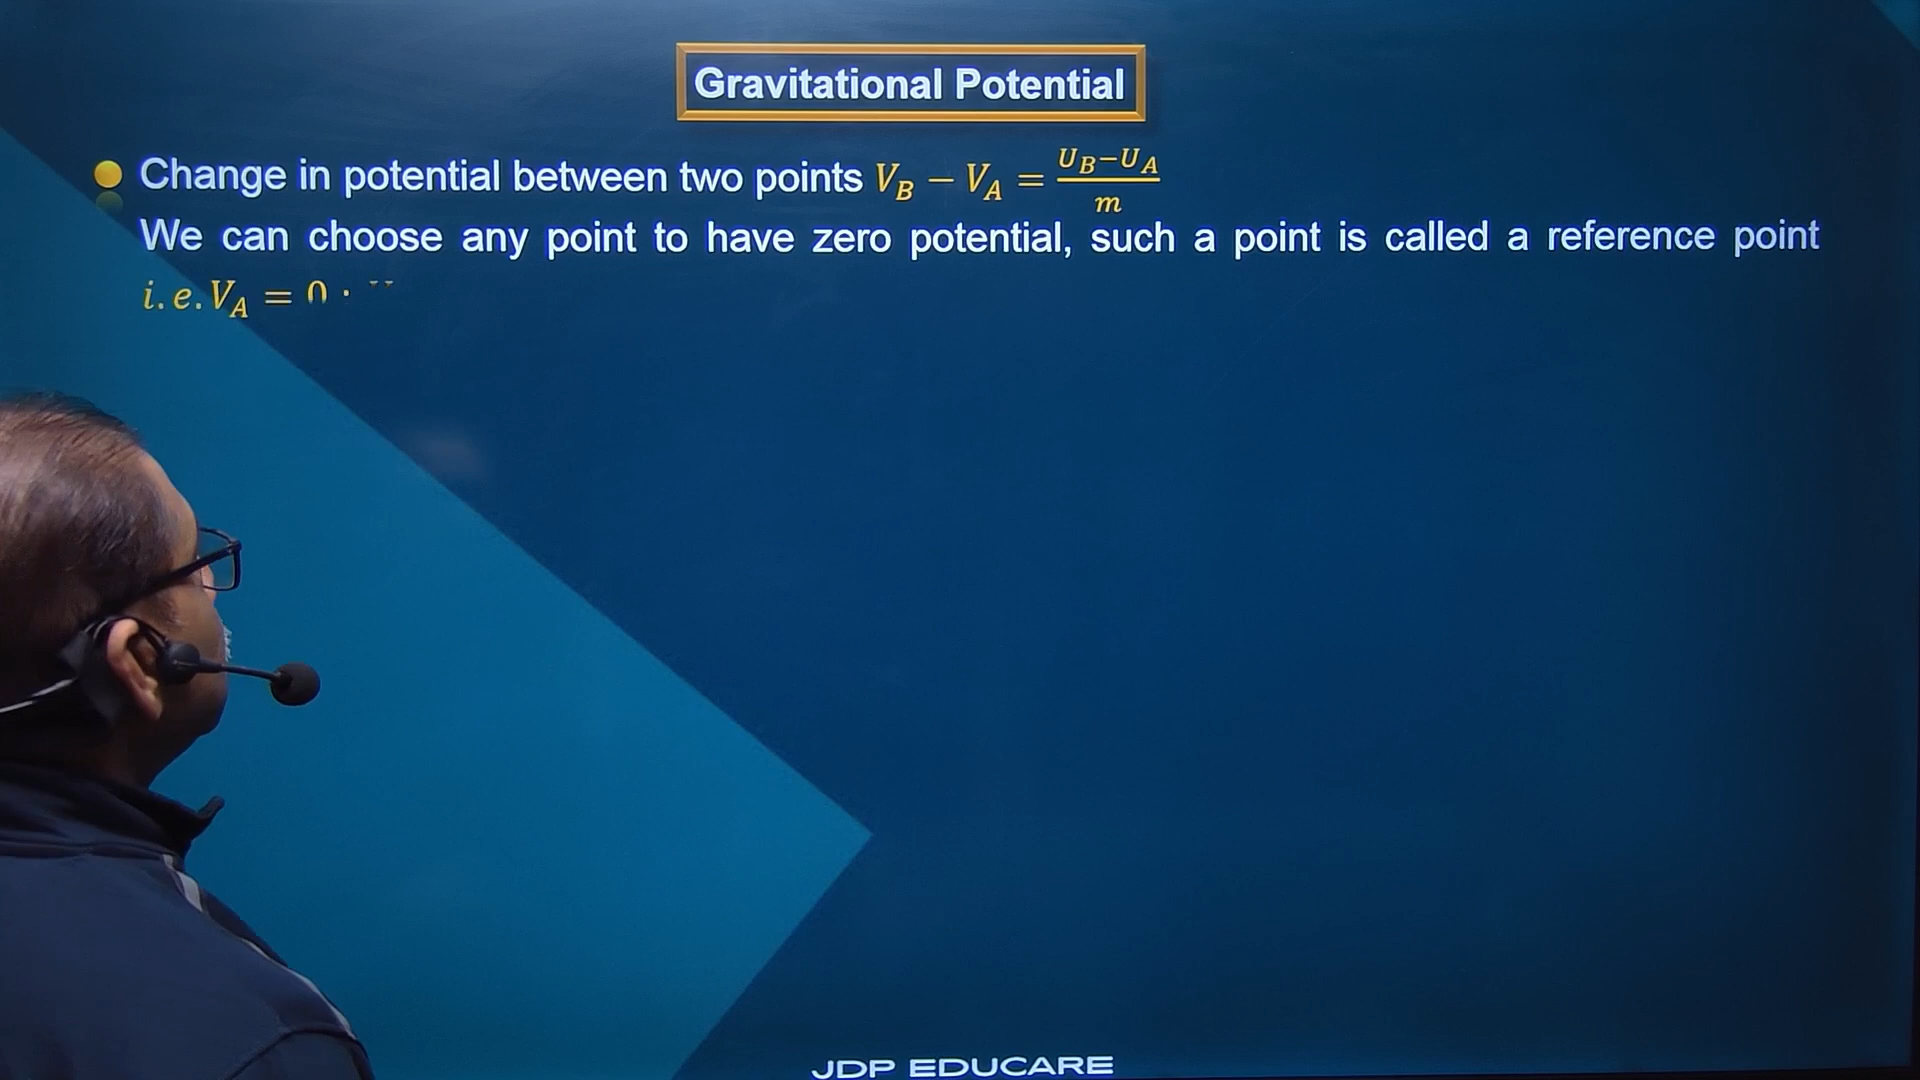 Gravitational Potential
Change in potential between two points V_B − V_A = (U_B−U_A)/m
We can choose any point to have zero potential, such a point is called a reference point
i.e. V_A = 0
JDP EDUCARE